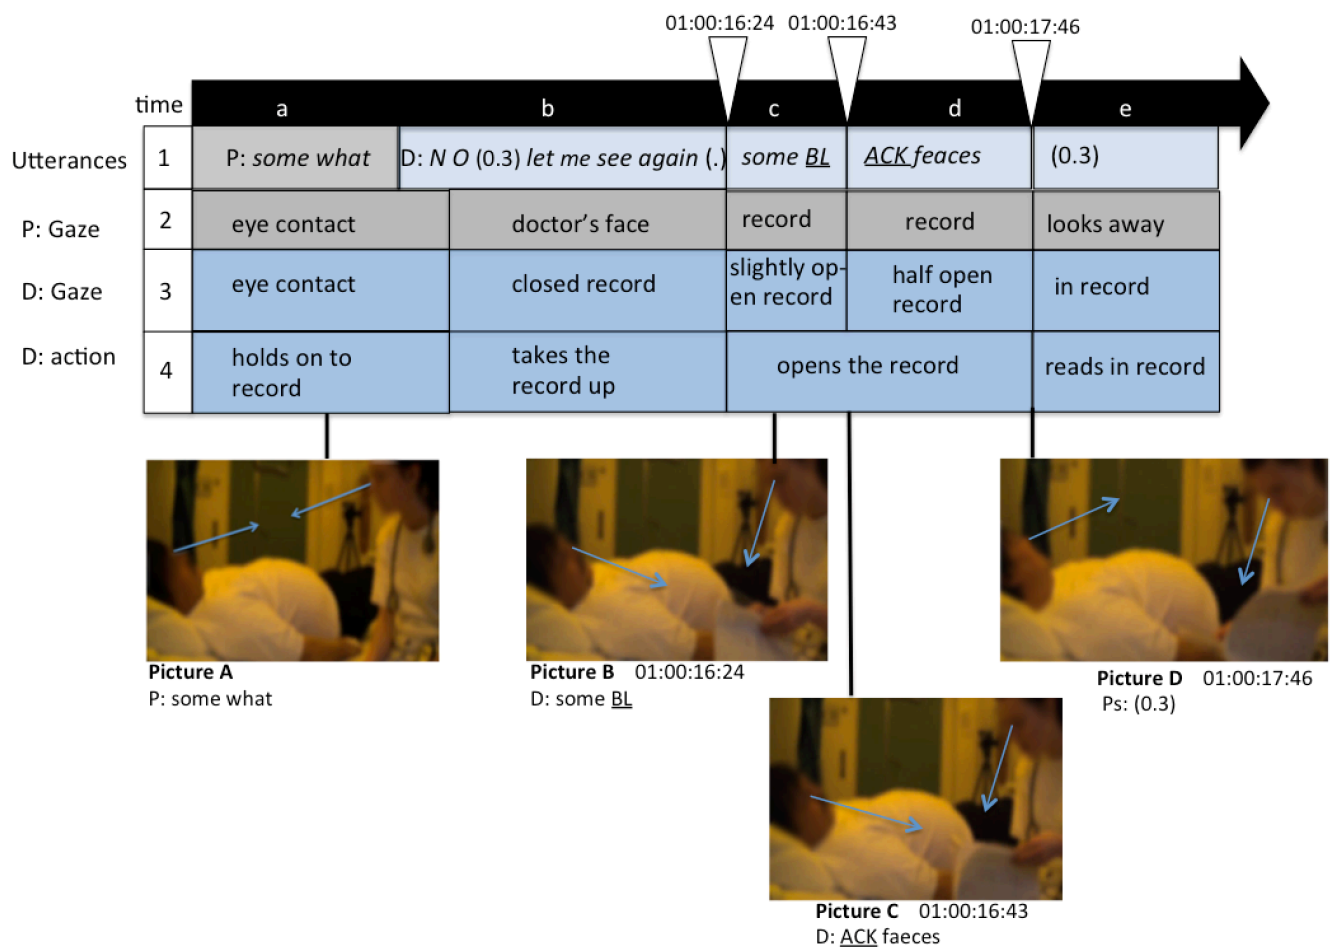 01:00:16:24 01:00:16:43 01:00:17:46
time a b c d e
Utterances 1 P: some what D: N O (0.3) let me see again (.) some BL ACK feaces (0.3)
P: Gaze 2 eye contact doctor's face record record looks away
D: Gaze 3 eye contact closed record slightly op-
en record half open
record in record
D: action 4 holds on to
record takes the
record up opens the record reads in record
Picture A
P: some what
Picture B 01:00:16:24
D: some BL
Picture D 01:00:17:46
Ps: (0.3)
Picture C 01:00:16:43
D: ACK faeces